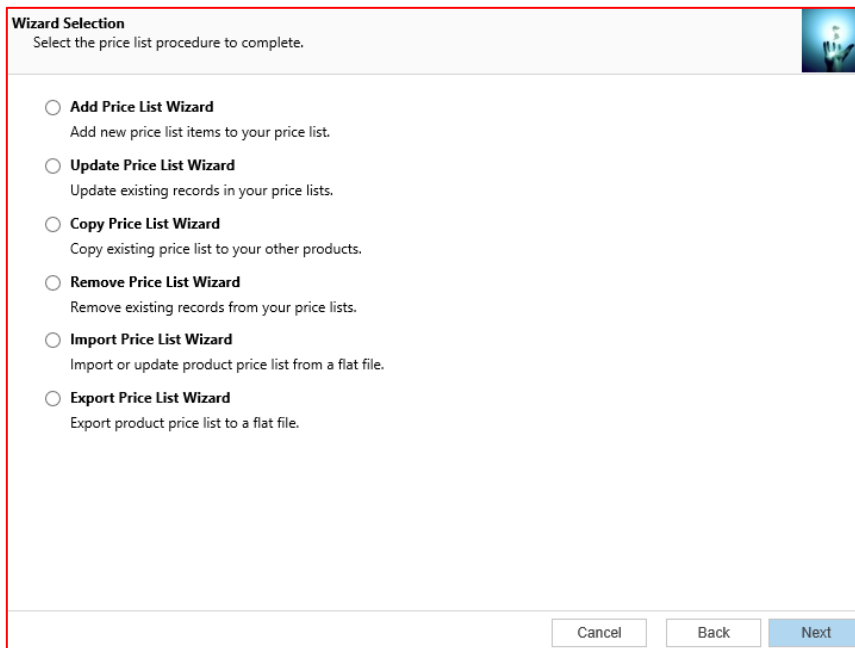 Wizard Selection
Select the price list procedure to complete.
Add Price List Wizard
Add new price list items to your price list.
Update Price List Wizard
Update existing records in your price lists.
Copy Price List Wizard
Copy existing price list to your other products.
Remove Price List Wizard
Remove existing records from your price lists.
Import Price List Wizard
Import or update product price list from a flat file.
Export Price List Wizard
Export product price list to a flat file.
Cancel Back Next